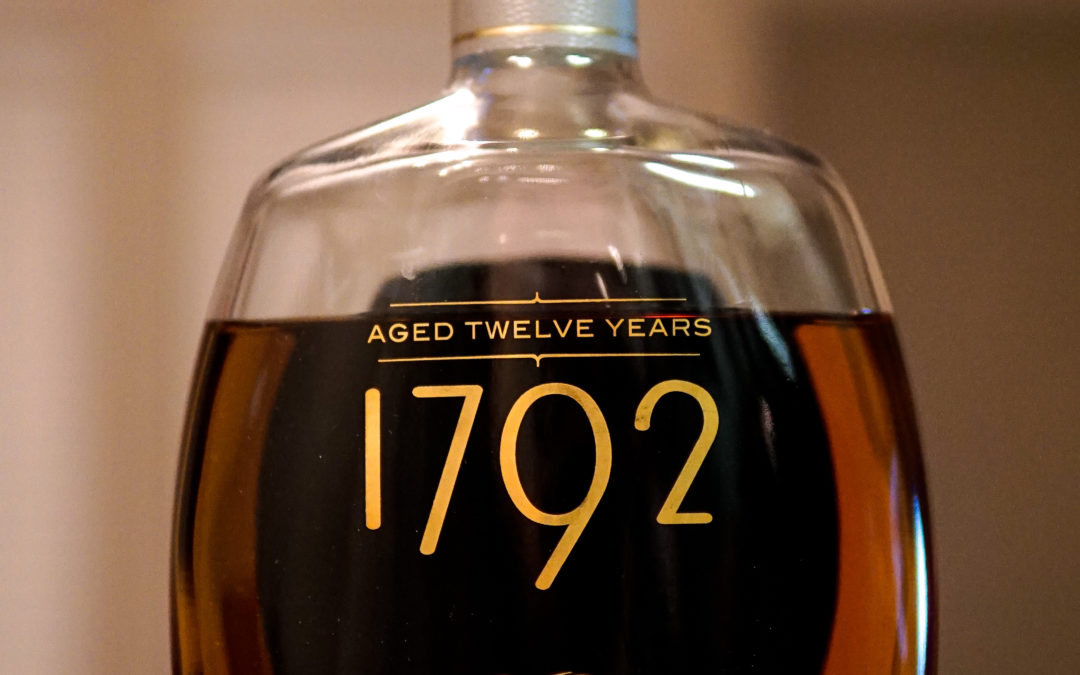 AGED TWELVE YEARS
1792